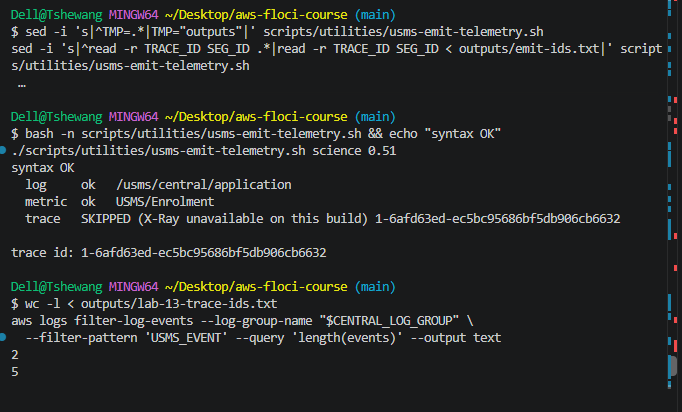 Dell@Tshewang MINGW64 ~/Desktop/aws-floci-course (main)
$ sed -i 's|^TMP=.*|TMP="outputs"|' scripts/utilities/usms-emit-telemetry.sh
sed -i 's|^read -r TRACE_ID SEG_ID .*|read -r TRACE_ID SEG_ID < outputs/emit-ids.txt|' script
s/utilities/usms-emit-telemetry.sh
…
Dell@Tshewang MINGW64 ~/Desktop/aws-floci-course (main)
$ bash -n scripts/utilities/usms-emit-telemetry.sh && echo "syntax OK"
./scripts/utilities/usms-emit-telemetry.sh science 0.51
syntax OK
  log     ok   /usms/central/application
  metric  ok   USMS/Enrolment
  trace   SKIPPED (X-Ray unavailable on this build) 1-6afd63ed-ec5bc95686bf5db906cb6632

trace id: 1-6afd63ed-ec5bc95686bf5db906cb6632

Dell@Tshewang MINGW64 ~/Desktop/aws-floci-course (main)
$ wc -l < outputs/lab-13-trace-ids.txt
aws logs filter-log-events --log-group-name "$CENTRAL_LOG_GROUP" \
  --filter-pattern 'USMS_EVENT' --query 'length(events)' --output text
2
5